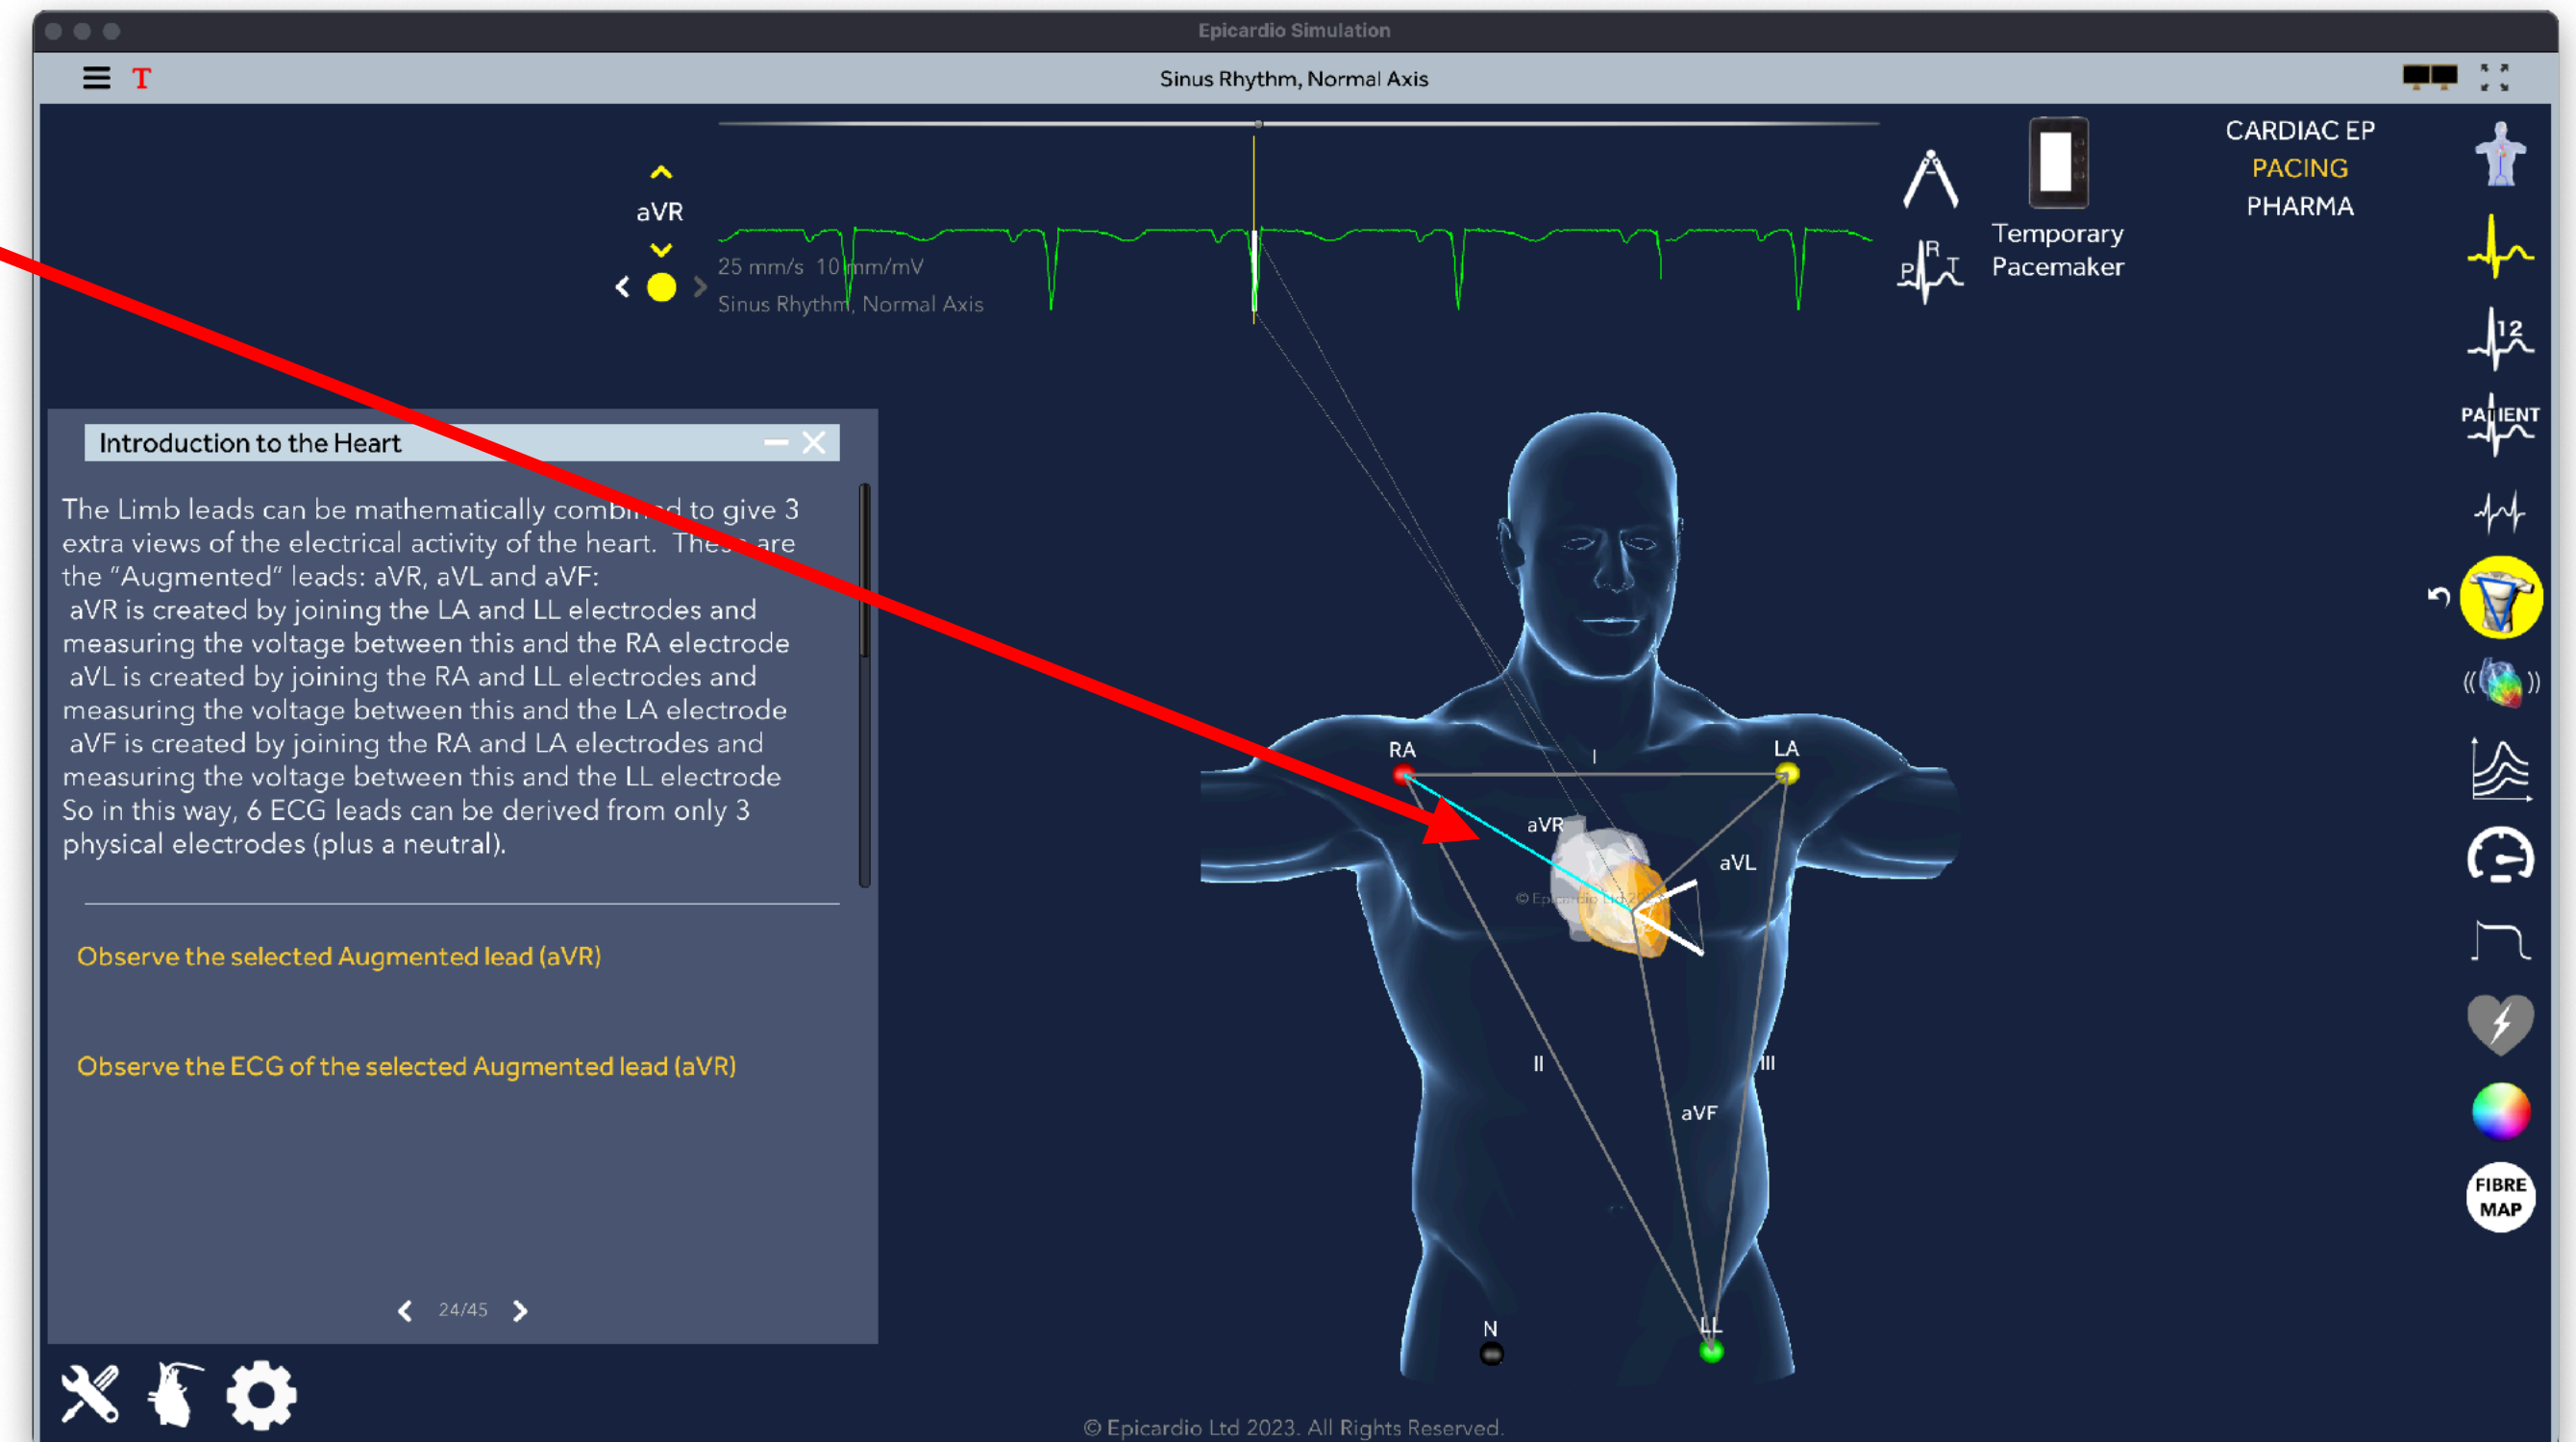 Epicardio Simulation
T
Sinus Rhythm, Normal Axis
CARDIAC EP
PACING
PHARMA
aVR
25 mm/s 10 mm/mV
Sinus Rhythm, Normal Axis
P R T
Temporary
Pacemaker
12
PATIENT
Introduction to the Heart
The Limb leads can be mathematically combined to give 3
extra views of the electrical activity of the heart. These are
the “Augmented” leads: aVR, aVL and aVF:
aVR is created by joining the LA and LL electrodes and
measuring the voltage between this and the RA electrode
aVL is created by joining the RA and LL electrodes and
measuring the voltage between this and the LA electrode
aVF is created by joining the RA and LA electrodes and
measuring the voltage between this and the LL electrode
So in this way, 6 ECG leads can be derived from only 3
physical electrodes (plus a neutral).
Observe the selected Augmented lead (aVR)
Observe the ECG of the selected Augmented lead (aVR)
24/45
RA
I
LA
aVR
aVL
© Epicardio Ltd 2023
II
III
aVF
N
LL
FIBRE
MAP
© Epicardio Ltd 2023. All Rights Reserved.